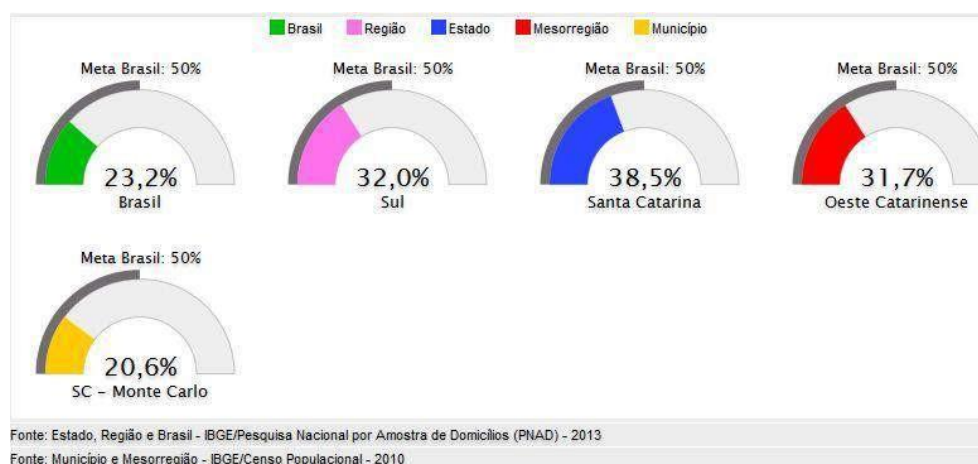 Brasil Região Estado Mesorregião Município
Meta Brasil: 50% Meta Brasil: 50% Meta Brasil: 50% Meta Brasil: 50%
23,2% 32,0% 38,5% 31,7%
Brasil Sul Santa Catarina Oeste Catarinense
Meta Brasil: 50%
20,6%
SC - Monte Carlo
Fonte: Estado, Região e Brasil - IBGE/Pesquisa Nacional por Amostra de Domicílios (PNAD) - 2013
Fonte: Município e Mesorregião - IBGE/Censo Populacional - 2010